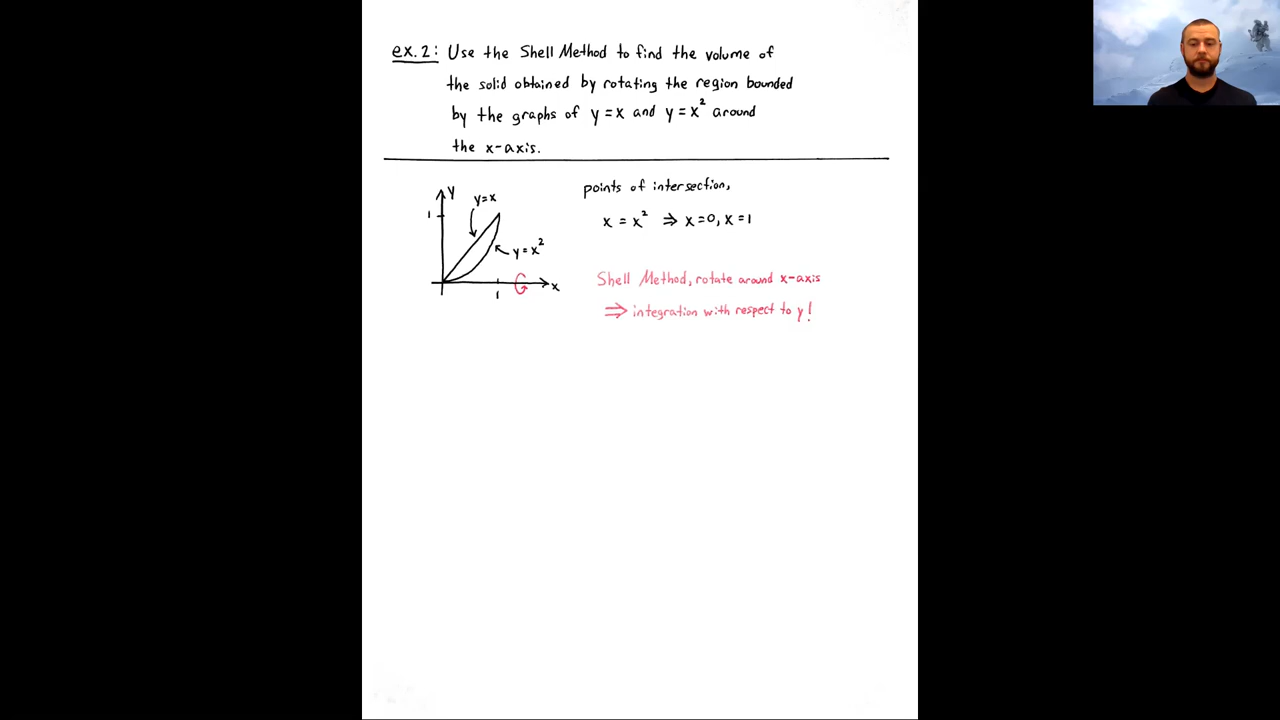 ex. 2: Use the Shell Method to find the volume of
the solid obtained by rotating the region bounded
by the graphs of y = x and y = x² around
the x-axis.
points of intersection,
x = x² ⇒ x=0, x=1
y
y=x
1
y = x²
x
1
Shell Method, rotate around x-axis
⇒ integration with respect to y!